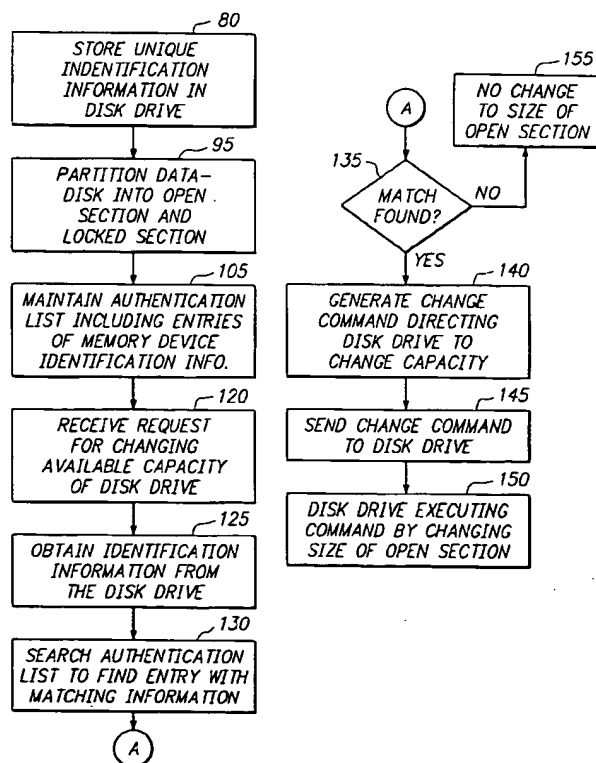 80
STORE UNIQUE
INDENTIFICATION
INFORMATION IN
DISK DRIVE
95
PARTITION DATA-
DISK INTO OPEN
SECTION AND
LOCKED SECTION
105
MAINTAIN AUTHENTICATION
LIST INCLUDING ENTRIES
OF MEMORY DEVICE
IDENTIFICATION INFO.
120
RECEIVE REQUEST
FOR CHANGING
AVAILABLE CAPACITY
OF DISK DRIVE
125
OBTAIN IDENTIFICATION
INFORMATION FROM
THE DISK DRIVE
130
SEARCH AUTHENTICATION
LIST TO FIND ENTRY WITH
MATCHING INFORMATION
A
A
135
MATCH
FOUND?
NO
YES
155
NO CHANGE
TO SIZE OF
OPEN SECTION
140
GENERATE CHANGE
COMMAND DIRECTING
DISK DRIVE TO
CHANGE CAPACITY
145
SEND CHANGE COMMAND
TO DISK DRIVE
150
DISK DRIVE EXECUTING
COMMAND BY CHANGING
SIZE OF OPEN SECTION